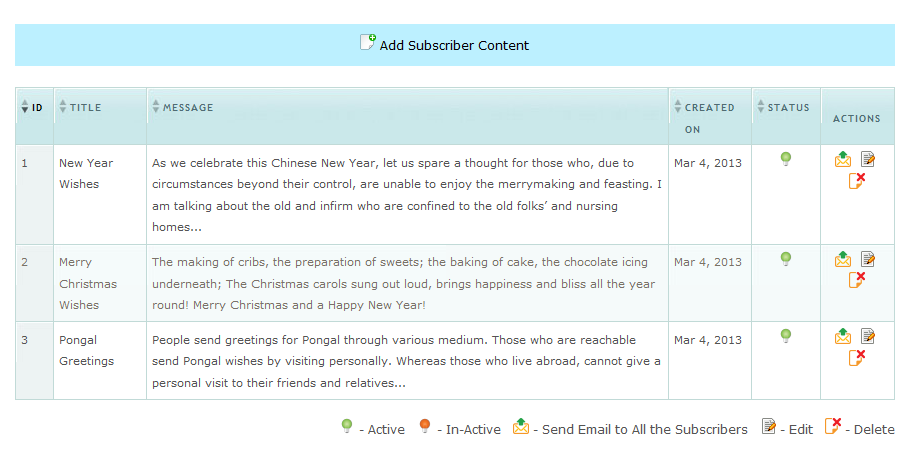 Add Subscriber Content
ID TITLE MESSAGE CREATED ON STATUS ACTIONS
1 New Year Wishes
As we celebrate this Chinese New Year, let us spare a thought for those who, due to
circumstances beyond their control, are unable to enjoy the merrymaking and feasting. I
am talking about the old and infirm who are confined to the old folks’ and nursing
homes...
Mar 4, 2013
2 Merry Christmas Wishes
The making of cribs, the preparation of sweets; the baking of cake, the chocolate icing
underneath; The Christmas carols sung out loud, brings happiness and bliss all the year
round! Merry Christmas and a Happy New Year!
Mar 4, 2013
3 Pongal Greetings
People send greetings for Pongal through various medium. Those who are reachable
send Pongal wishes by visiting personally. Whereas those who live abroad, cannot give a
personal visit to their friends and relatives...
Mar 4, 2013
- Active - In-Active - Send Email to All the Subscribers - Edit - Delete